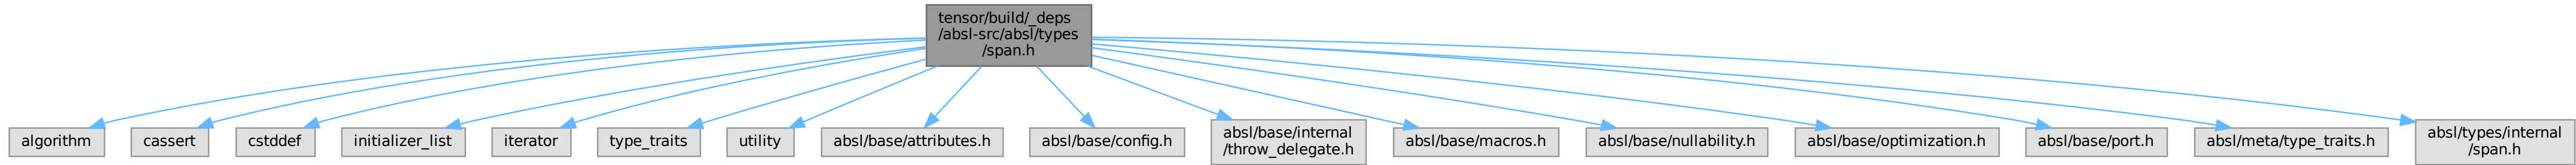 tensor/build/_deps
/absl-src/absl/types
/span.h
algorithm
cassert
cstddef
initializer_list
iterator
type_traits
utility
absl/base/attributes.h
absl/base/config.h
absl/base/internal
/throw_delegate.h
absl/base/macros.h
absl/base/nullability.h
absl/base/optimization.h
absl/base/port.h
absl/meta/type_traits.h
absl/types/internal
/span.h